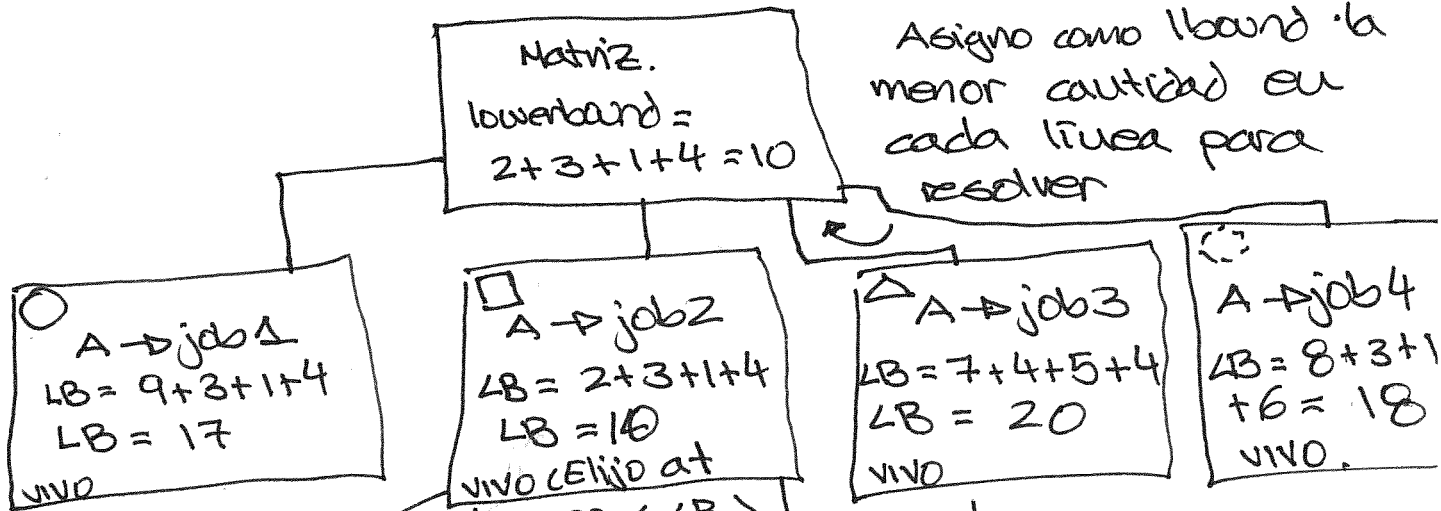 Matriz.
lowerbound =
2+3+1+4 = 10
Asigno como lbound la
menor cantidad en
cada línea para
resolver
A → job1
LB = 9+3+1+4
LB = 17
VIVO
A → job2
LB = 2+3+1+4
LB = 10
VIVO (Elijo at
A → job3
LB = 7+4+5+4
LB = 20
VIVO
A → job4
LB = 8+3+1
+6 = 18
VIVO.